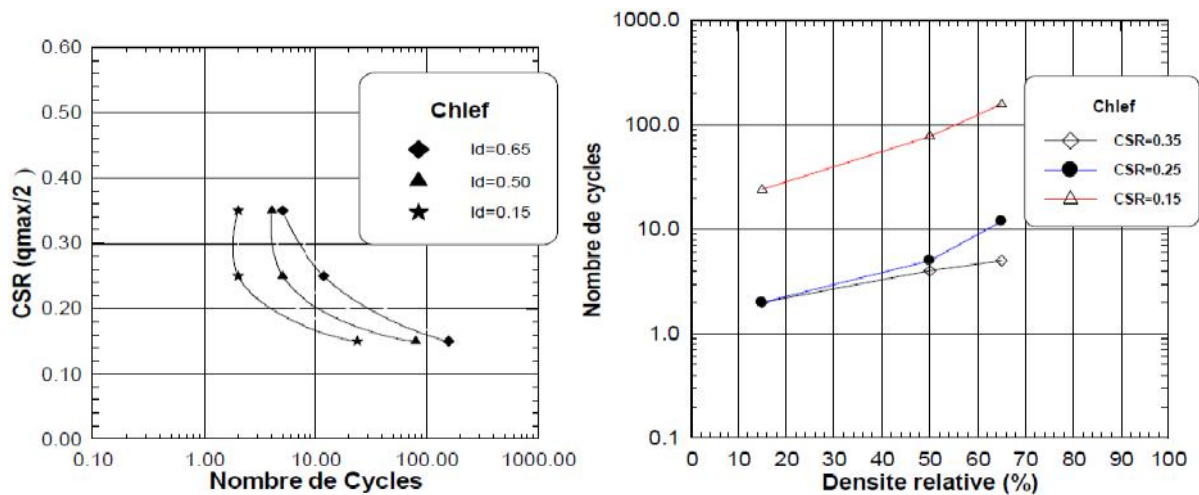 CSR (qmax/2)
0.60
0.50
0.40
0.30
0.20
0.10
0.00
0.10
1.00
10.00
100.00
1000.00
Nombre de Cycles
Chlef
Id=0.65
Id=0.50
Id=0.15
Nombre de cycles
1000.0
100.0
10.0
1.0
0.1
0 10 20 30 40 50 60 70 80 90 100
Densite relative (%)
Chlef
CSR=0.35
CSR=0.25
CSR=0.15